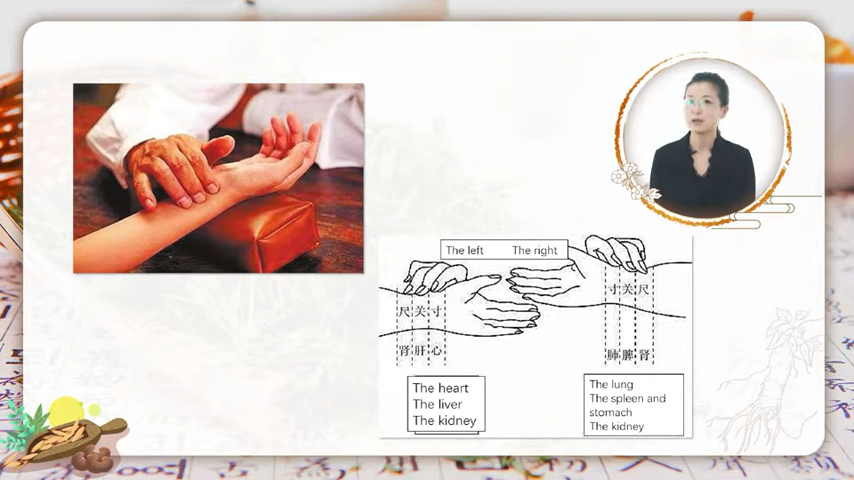 The left The right
尺 关 寸
寸 关 尺
肾 肝 心
肺 脾 肾
The heart
The liver
The kidney
The lung
The spleen and
stomach
The kidney